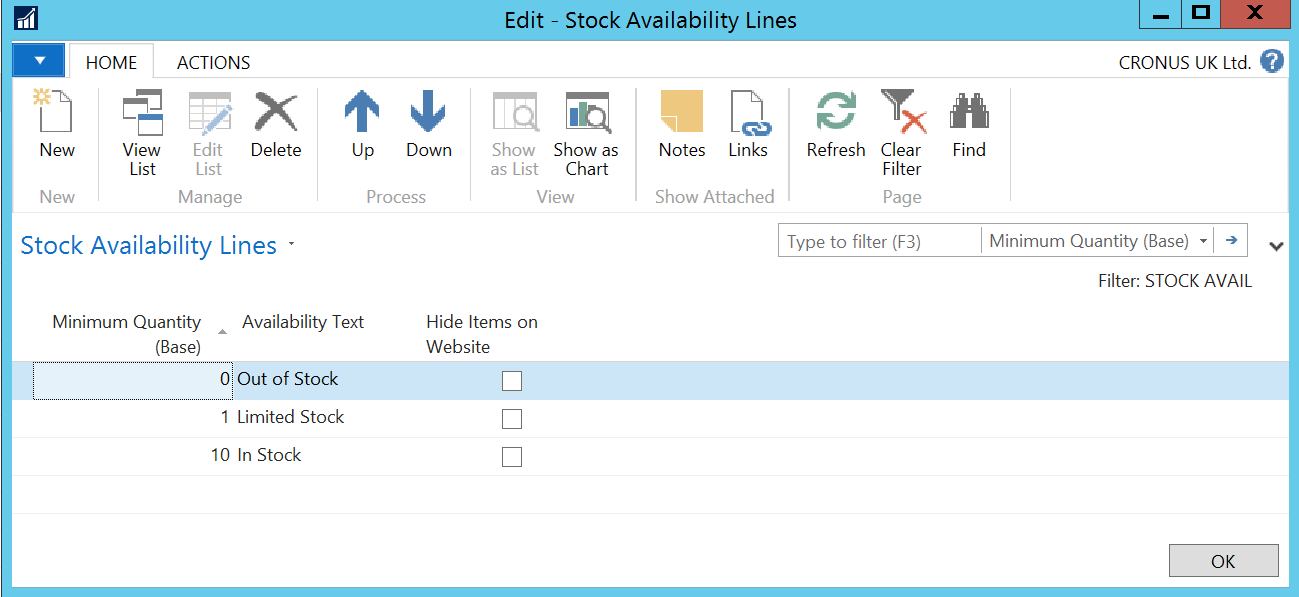 Edit - Stock Availability Lines
HOME ACTIONS CRONUS UK Ltd. ?
New View List Edit List Delete Up Down Show as List Show as Chart Notes Links Refresh Clear Filter Find
New Manage Process View Show Attached Page
Stock Availability Lines
Type to filter (F3) Minimum Quantity (Base)
Filter: STOCK AVAIL
Minimum Quantity (Base) Availability Text Hide Items on Website
0 Out of Stock
1 Limited Stock
10 In Stock
OK